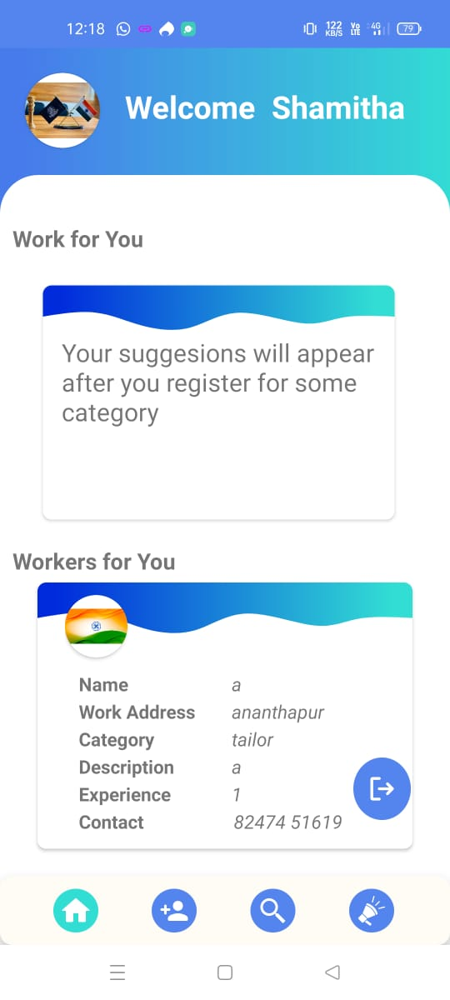 12:18 122 KB/S Vo LTE 4G 79
Welcome Shamitha
Work for You
Your suggesions will appear
after you register for some
category
Workers for You
Name a
Work Address ananthapur
Category tailor
Description a
Experience 1
Contact 82474 51619